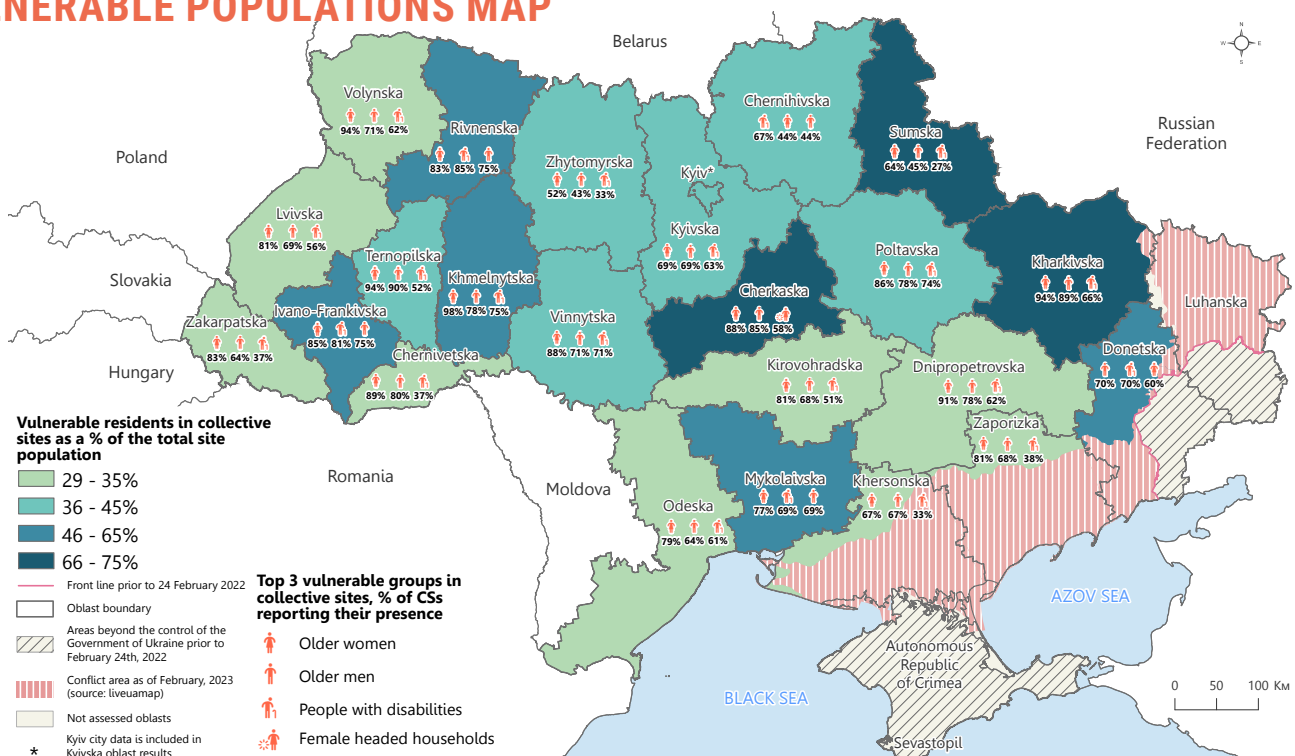 NERABLE POPULATIONS MAP
Belarus
N
W E
S
Russian
Federation
Poland
Slovakia
Hungary
Romania
Moldova
Volynska
94% 71% 62%
Rivnenska
83% 85% 75%
Zhytomyrska
52% 43% 33%
Chernihivska
67% 44% 44%
Sumska
64% 45% 27%
Kyiv*
Kyivska
69% 69% 63%
Lvivska
81% 69% 56%
Ternopilska
94% 90% 52%
Khmelnytska
98% 78% 75%
Poltavska
86% 78% 74%
Kharkivska
94% 89% 66%
Luhanska
Zakarpatska
83% 64% 37%
Ivano-Frankivska
85% 81% 75%
Chernivetska
89% 80% 37%
Vinnytska
88% 71% 71%
Cherkaska
88% 85% 58%
Kirovohradska
81% 68% 51%
Dnipropetrovska
91% 78% 62%
Donetska
70% 70% 60%
Zaporizka
81% 68% 38%
Odeska
79% 64% 61%
Mykolaivska
77% 69% 69%
Khersonska
67% 67% 33%
AZOV SEA
BLACK SEA
Autonomous
Republic
of Crimea
Sevastopil
0 50 100 Км
Vulnerable residents in collective
sites as a % of the total site
population
29 - 35%
36 - 45%
46 - 65%
66 - 75%
Front line prior to 24 February 2022
Oblast boundary
Areas beyond the control of the
Government of Ukraine prior to
February 24th, 2022
Conflict area as of February, 2023
(source: liveuamap)
Not assessed oblasts
* Kyiv city data is included in
Kyivska oblast results
Top 3 vulnerable groups in
collective sites, % of CSs
reporting their presence
Older women
Older men
People with disabilities
Female headed households